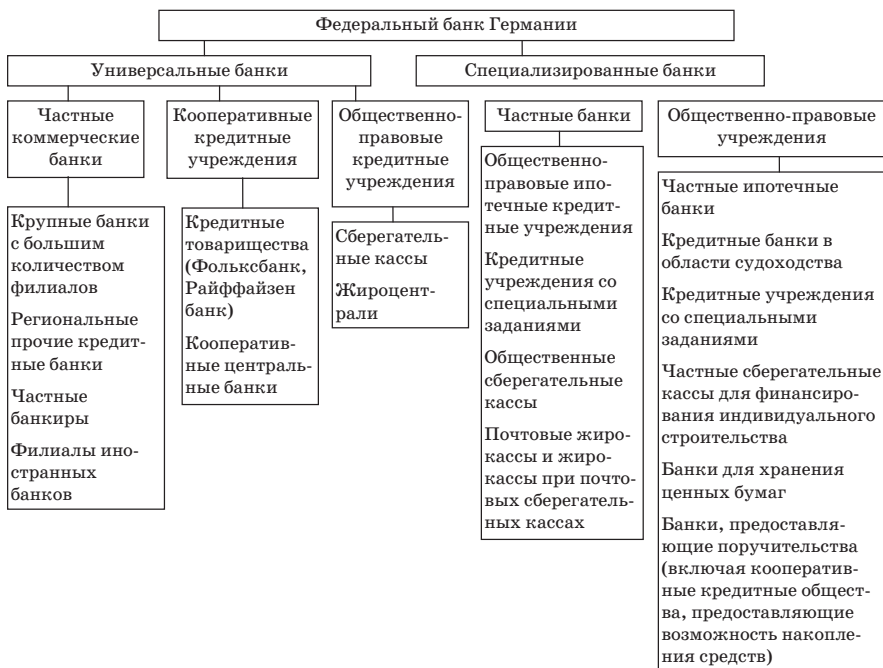 Федеральный банк Германии
Универсальные банки
Специализированные банки
Частные
коммерческие
банки
Кооперативные
кредитные
учреждения
Общественно-
правовые
кредитные
учреждения
Частные банки
Общественно-правовые
учреждения
Крупные банки
с большим
количеством
филиалов
Региональные
прочие кредит-
ные банки
Частные
банкиры
Филиалы ино-
странных
банков
Кредитные
товарищества
(Фольксбанк,
Райффайзен
банк)
Кооператив-
ные централь-
ные банки
Сберегатель-
ные кассы
Жироцент-
рали
Общественно-
правовые ипо-
течные кредит-
ные учреждения
Кредитные
учреждения со
специальными
заданиями
Общественные
сберегательные
кассы
Почтовые жиро-
кассы и жиро-
кассы при почто-
вых сберегатель-
ных кассах
Частные ипотечные
банки
Кредитные банки в
области судоходства
Кредитные учреждения
со специальными
заданиями
Частные сберегательные
кассы для финансиро-
вания индивидуального
строительства
Банки для хранения
ценных бумаг
Банки, предоставля-
ющие поручительства
(включая кооператив-
ные кредитные общест-
ва, предоставляющие
возможность накопле-
ния средств)